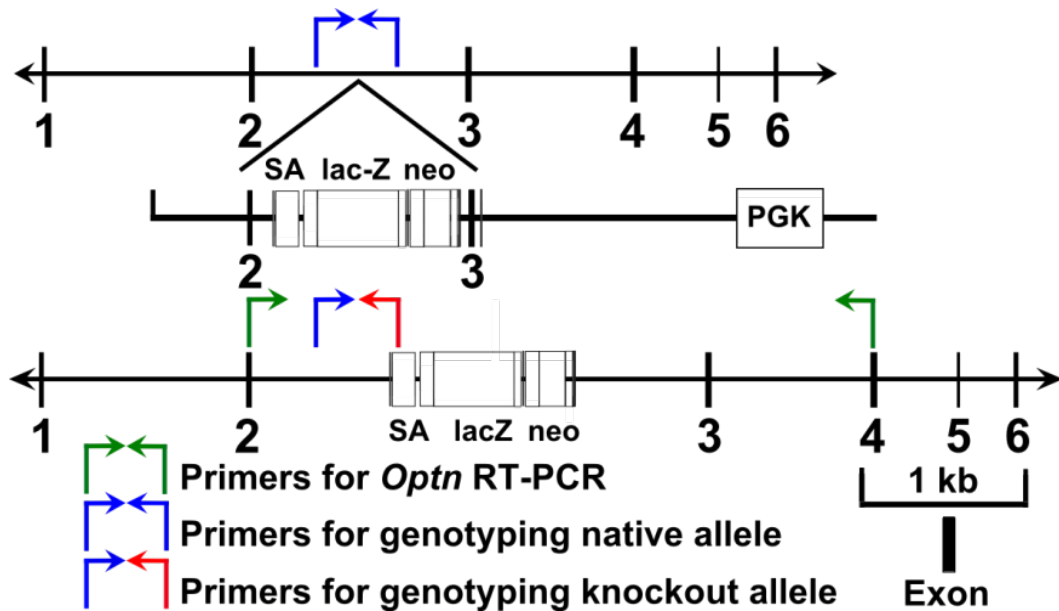 1 2 3 4 5 6
SA lac-Z neo
PGK
2 3
1 2 SA lacZ neo 3 4 5 6
Primers for Optn RT-PCR
1 kb
Primers for genotyping native allele
Primers for genotyping knockout allele
Exon